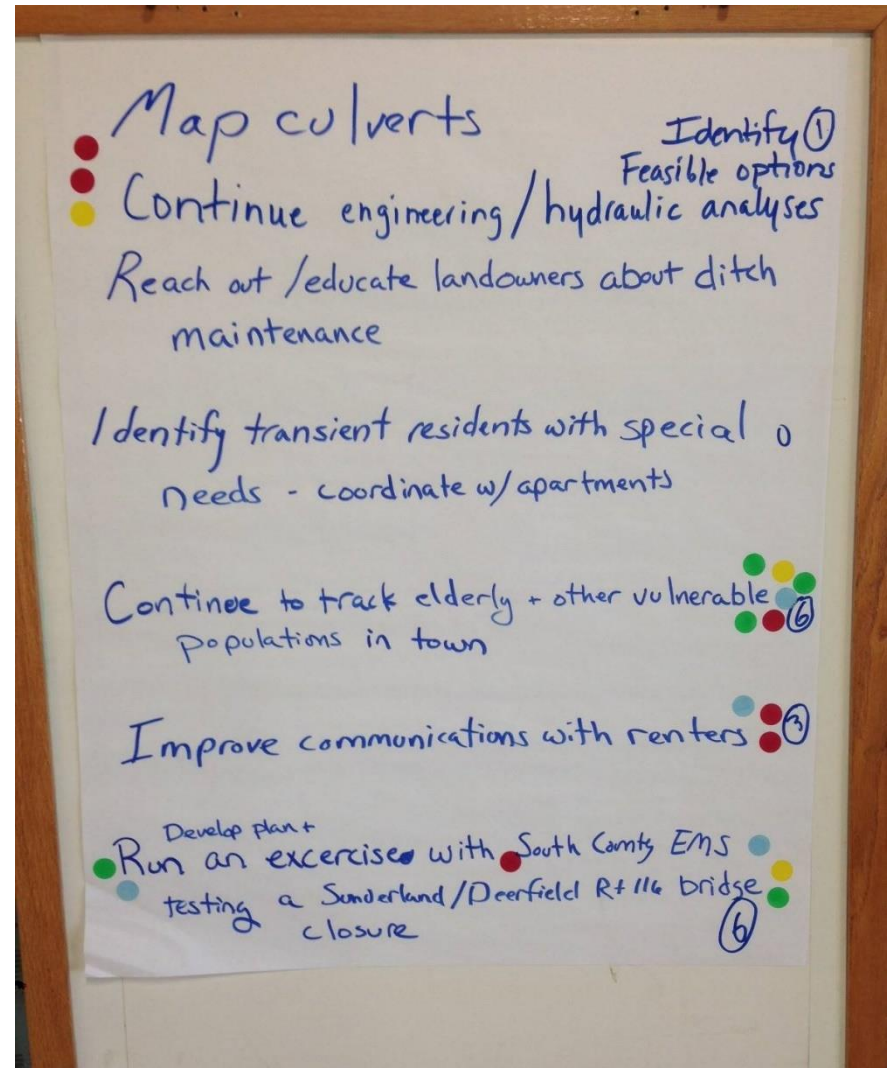 Map culverts
Identify ①
Feasible options
Continue engineering/hydraulic analyses
Reach out/educate landowners about ditch
maintenance
Identify transient residents with special 0
needs - coordinate w/apartments
Continue to track elderly + other vulnerable
populations in town ⑥
Improve communications with renters ③
Develop plan +
Run an excercise with South County EMS
testing a Sunderland/Deerfield Rt 116 bridge
closure ⑥